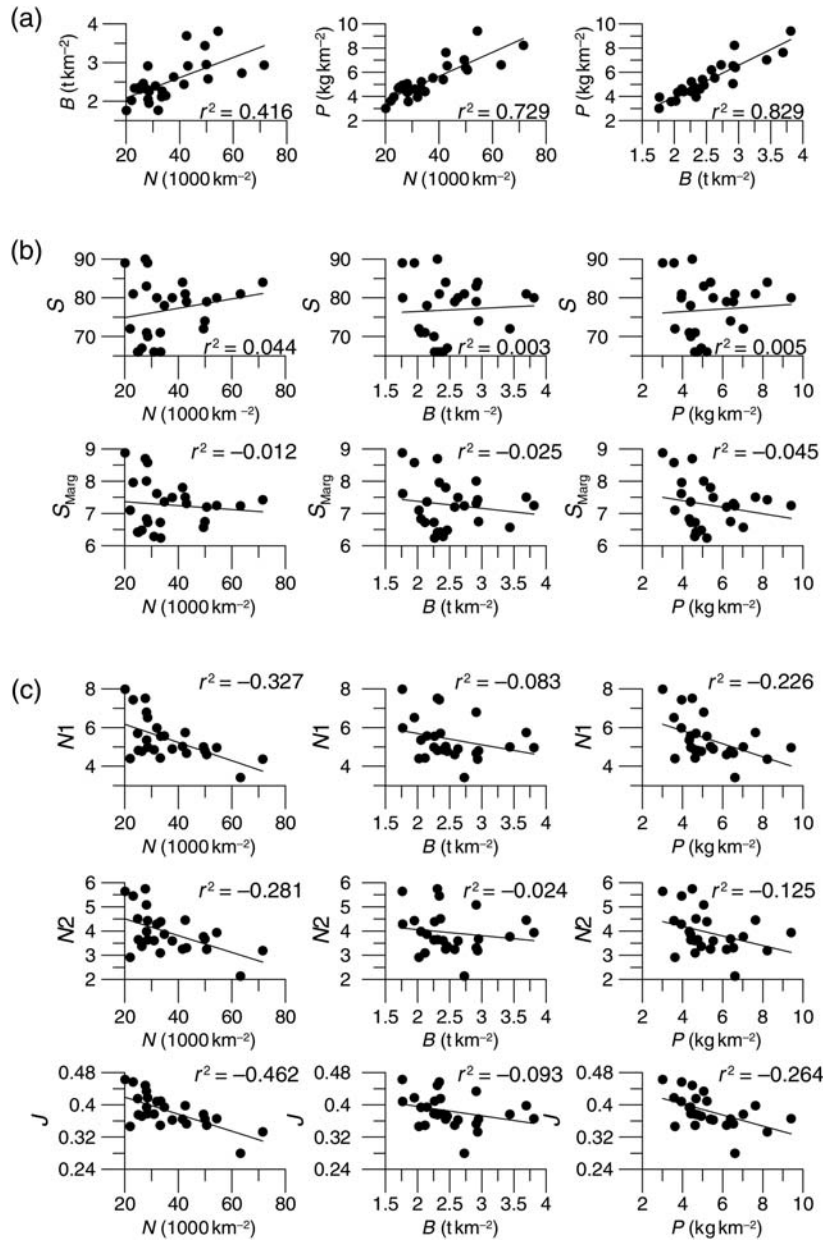 (a)
B (t km⁻²)
4
3
2
r² = 0.416
20 40 60 80
N (1000 km⁻²)
P (kg km⁻²)
10
8
6
4
2
r² = 0.729
20 40 60 80
N (1000 km⁻²)
P (kg km⁻²)
10
8
6
4
2
r² = 0.829
1.5 2 2.5 3 3.5 4
B (t km⁻²)
(b)
S
90
80
70
r² = 0.044
20 40 60 80
N (1000 km⁻²)
S
90
80
70
r² = 0.003
1.5 2 2.5 3 3.5 4
B (t km⁻²)
S
90
80
70
r² = 0.005
2 4 6 8 10
P (kg km⁻²)
S_Marg
9
8
7
6
r² = −0.012
20 40 60 80
N (1000 km⁻²)
S_Marg
9
8
7
6
r² = −0.025
1.5 2 2.5 3 3.5 4
B (t km⁻²)
S_Marg
9
8
7
6
r² = −0.045
2 4 6 8 10
P (kg km⁻²)
(c)
N1
8
6
4
r² = −0.327
20 40 60 80
N (1000 km⁻²)
N1
8
6
4
r² = −0.083
1.5 2 2.5 3 3.5 4
B (t km⁻²)
N1
8
6
4
r² = −0.226
2 4 6 8 10
P (kg km⁻²)
N2
6
5
4
3
2
r² = −0.281
20 40 60 80
N (1000 km⁻²)
N2
6
5
4
3
2
r² = −0.024
1.5 2 2.5 3 3.5 4
B (t km⁻²)
N2
6
5
4
3
2
r² = −0.125
2 4 6 8 10
P (kg km⁻²)
J
0.48
0.4
0.32
0.24
r² = −0.462
20 40 60 80
N (1000 km⁻²)
J
0.48
0.4
0.32
0.24
r² = −0.093
1.5 2 2.5 3 3.5 4
B (t km⁻²)
J
0.48
0.4
0.32
0.24
r² = −0.264
2 4 6 8 10
P (kg km⁻²)